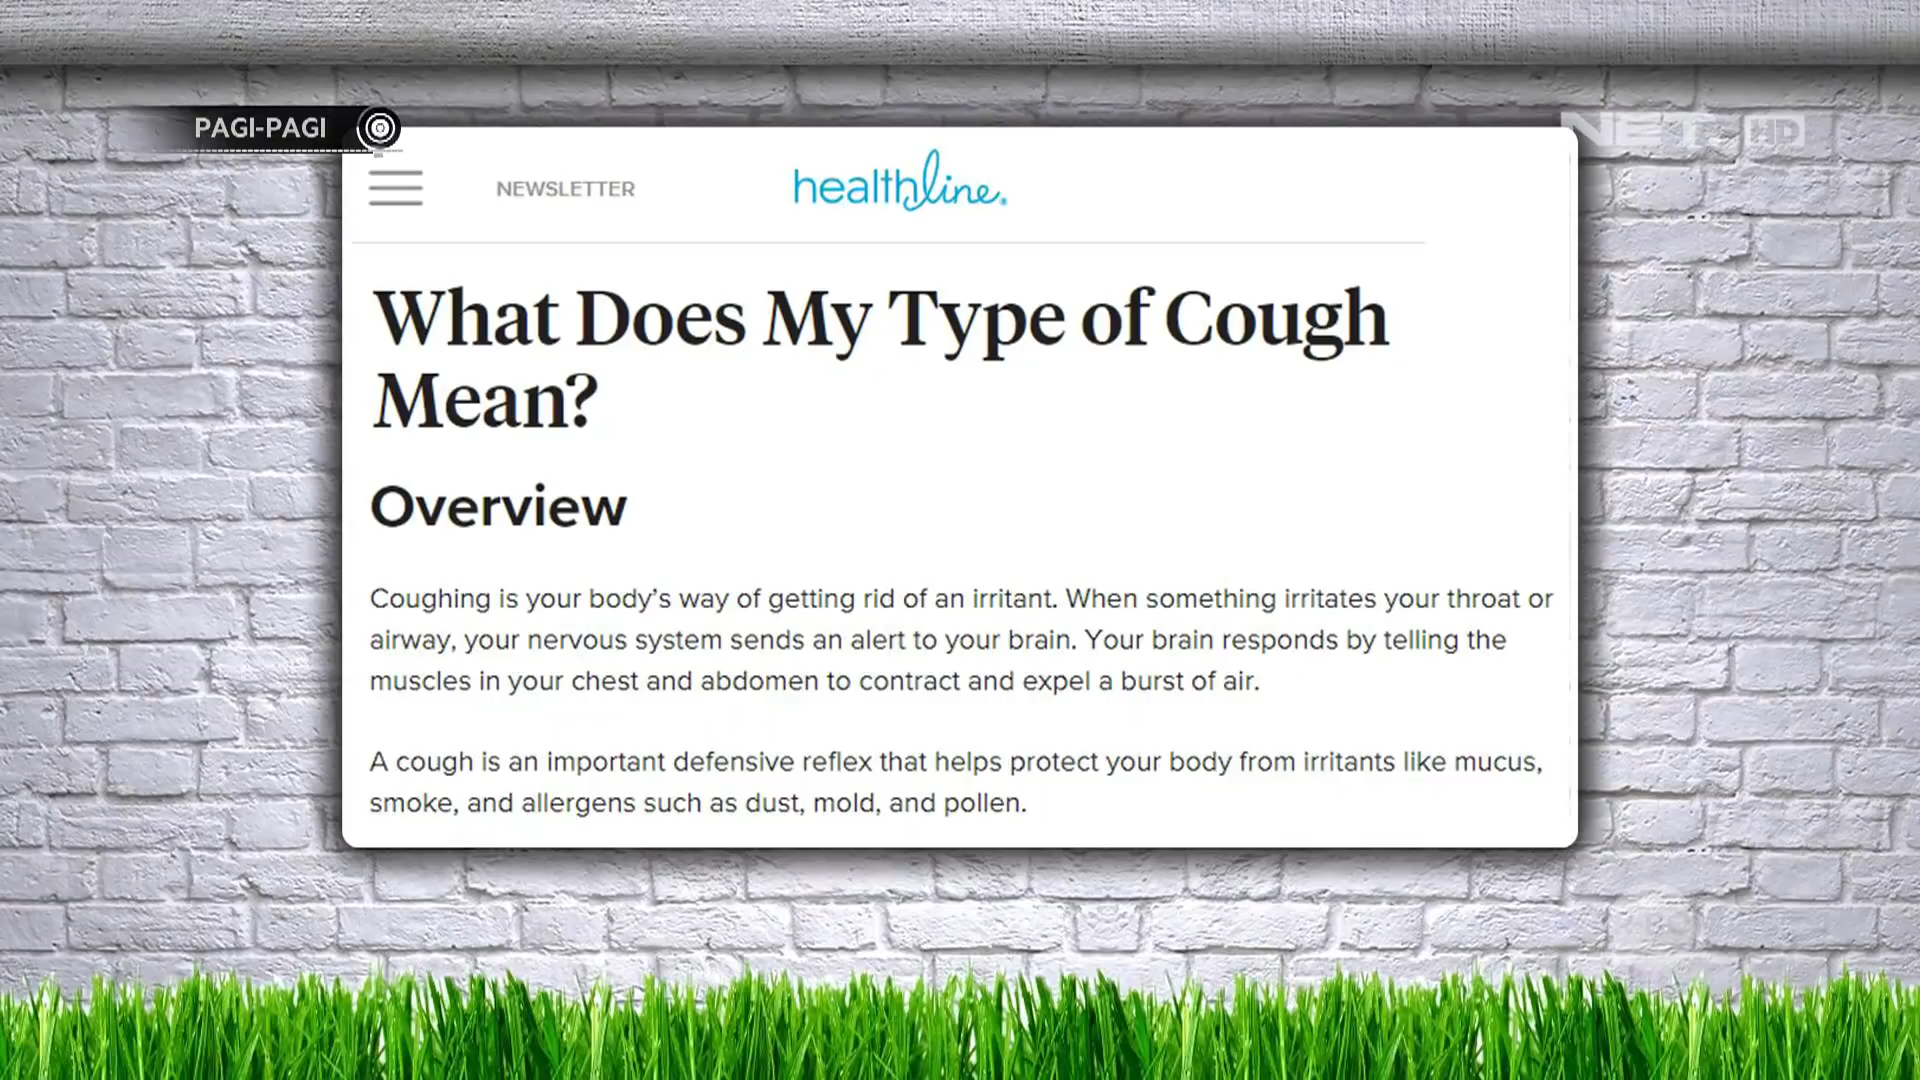 PAGI-PAGI
NET. HD
NEWSLETTER
healthline.
What Does My Type of Cough
Mean?
Overview
Coughing is your body’s way of getting rid of an irritant. When something irritates your throat or
airway, your nervous system sends an alert to your brain. Your brain responds by telling the
muscles in your chest and abdomen to contract and expel a burst of air.
A cough is an important defensive reflex that helps protect your body from irritants like mucus,
smoke, and allergens such as dust, mold, and pollen.